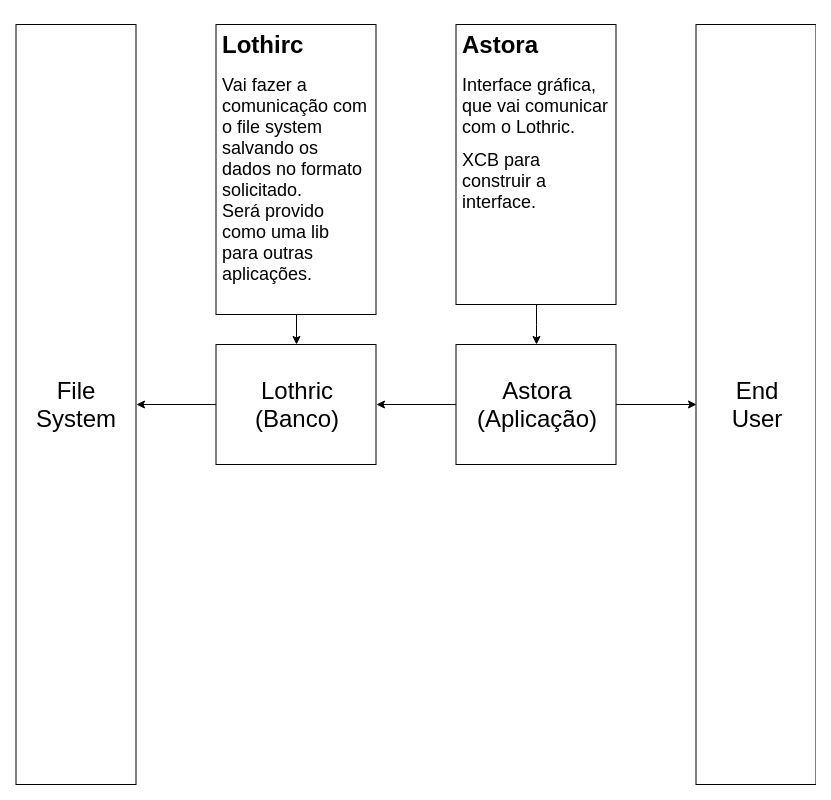 Lothirc
Vai fazer a
comunicação com
o file system
salvando os
dados no formato
solicitado.
Será provido
como uma lib
para outras
aplicações.
Astora
Interface gráfica,
que vai comunicar
com o Lothric.
XCB para
construir a
interface.
File
System
Lothric
(Banco)
Astora
(Aplicação)
End
User